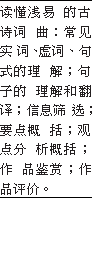 读懂浅易 的古
诗词 曲：常见
实 词、虚词、句
式的 理 解；句
子的 理解和翻
译；信息筛 选；
要点概 括；观
点分 析概括；
作 品鉴赏；作
品评价。